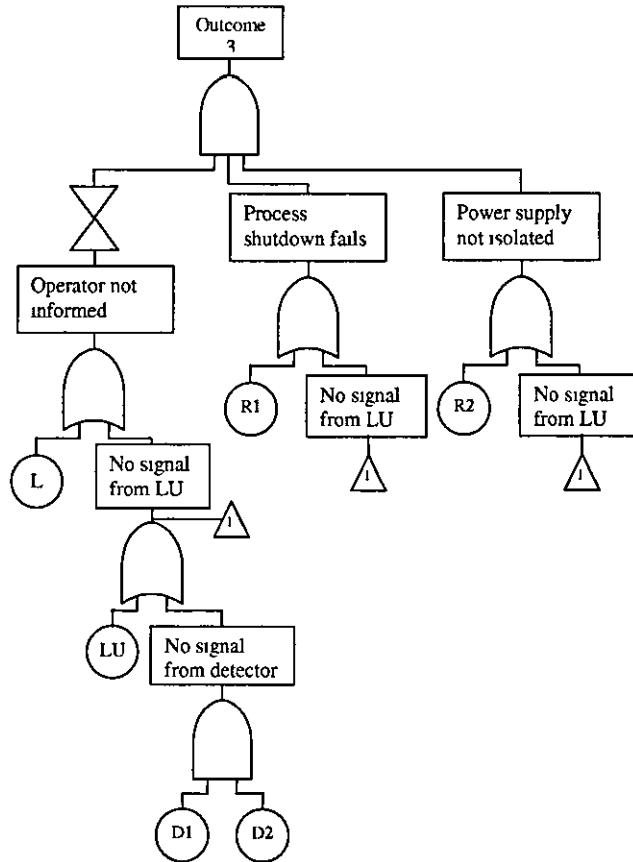 Outcome
3
Process
shutdown fails
Power supply
not isolated
Operator not
informed
R1
No signal
from LU
R2
No signal
from LU
L
No signal
from LU
1
1
1
LU
No signal
from detector
D1
D2